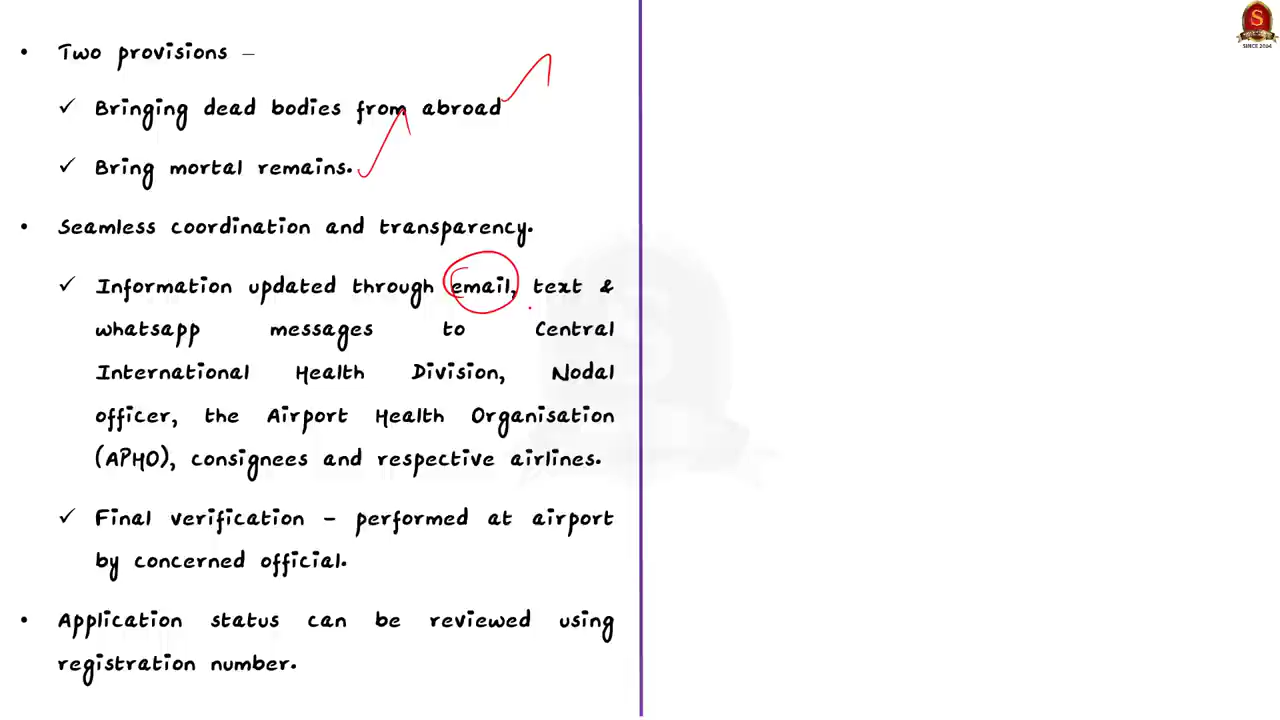 • Two provisions –
✓ Bringing dead bodies from abroad
✓ Bring mortal remains.
• Seamless coordination and transparency.
✓ Information updated through email, text &
whatsapp messages to Central
International Health Division, Nodal
officer, the Airport Health Organisation
(APHO), consignees and respective airlines.
✓ Final verification – performed at airport
by concerned official.
• Application status can be reviewed using
registration number.
S
SINCE 2004